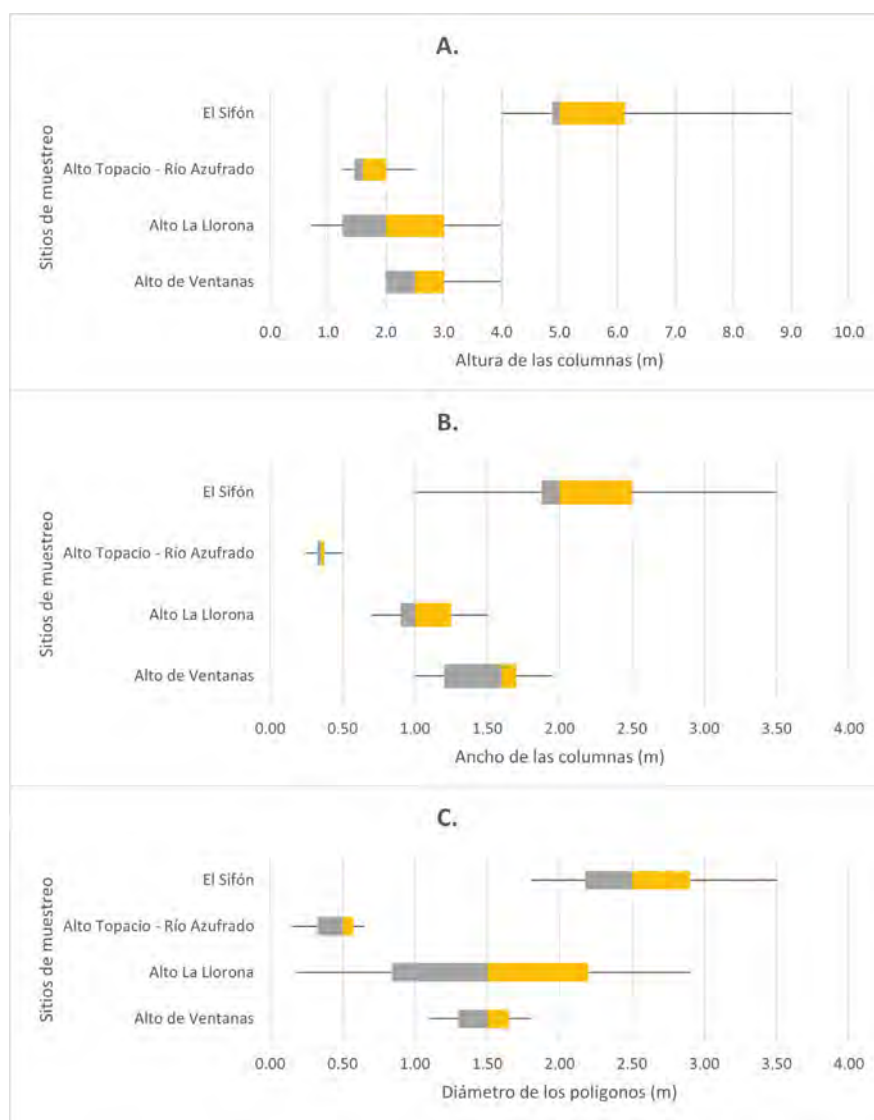 A.
Sitios de muestreo
El Sifón
Alto Topacio - Río Azufrado
Alto La Llorona
Alto de Ventanas
0.0 1.0 2.0 3.0 4.0 5.0 6.0 7.0 8.0 9.0 10.0
Altura de las columnas (m)
B.
Sitios de muestreo
El Sifón
Alto Topacio - Río Azufrado
Alto La Llorona
Alto de Ventanas
0.00 0.50 1.00 1.50 2.00 2.50 3.00 3.50 4.00
Ancho de las columnas (m)
C.
Sitios de muestreo
El Sifón
Alto Topacio - Río Azufrado
Alto La Llorona
Alto de Ventanas
0.00 0.50 1.00 1.50 2.00 2.50 3.00 3.50 4.00
Diámetro de los polígonos (m)